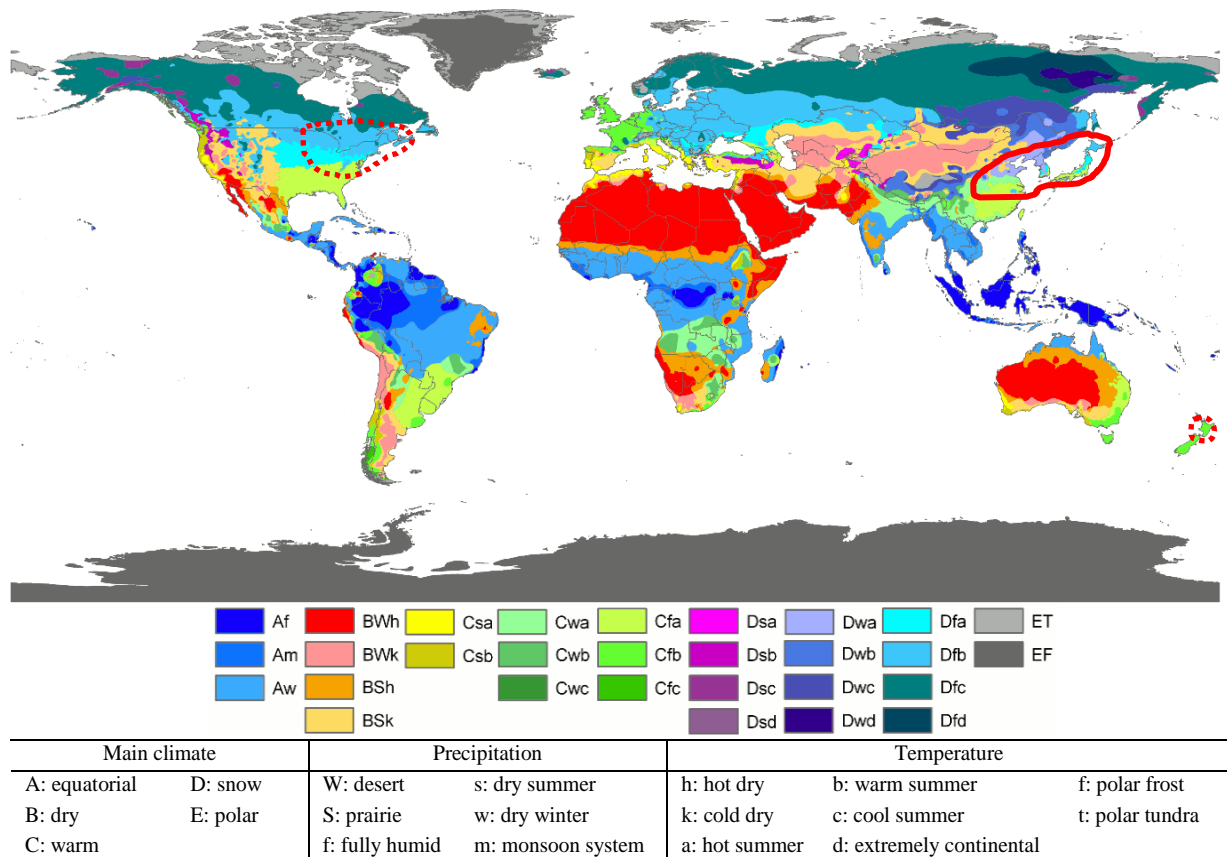 Af BWh Csa Cwa Cfa Dsa Dwa Dfa ET
Am BWk Csb Cwb Cfb Dsb Dwb Dfb EF
Aw BSh Cwc Cfc Dsc Dwc Dfc
BSk Dsd Dwd Dfd
Main climate Precipitation Temperature
A: equatorial D: snow W: desert s: dry summer h: hot dry b: warm summer f: polar frost
B: dry E: polar S: prairie w: dry winter k: cold dry c: cool summer t: polar tundra
C: warm f: fully humid m: monsoon system a: hot summer d: extremely continental